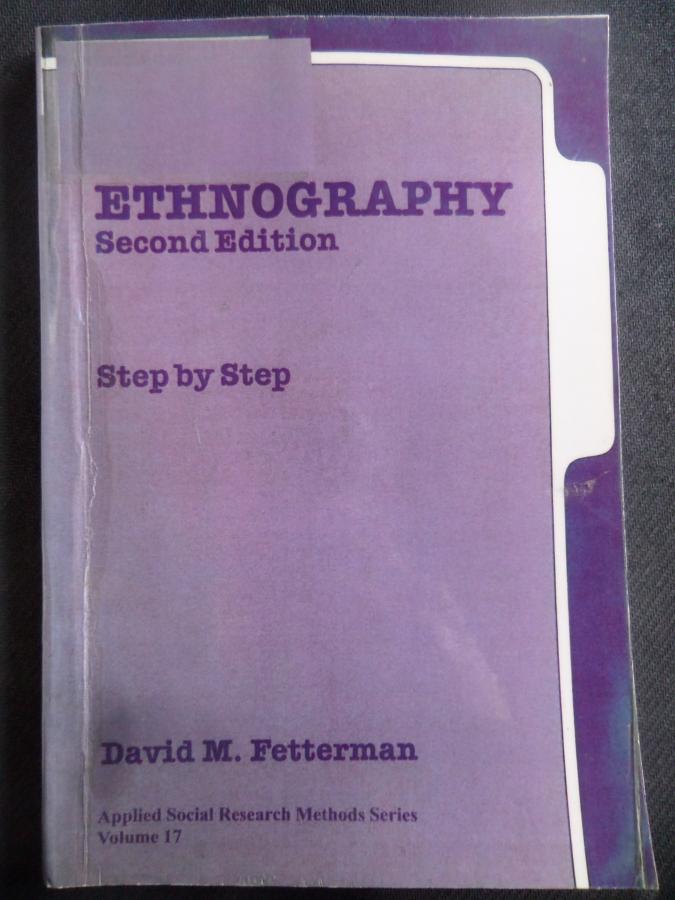 ETHNOGRAPHY
Second Edition
Step by Step
David M. Fetterman
Applied Social Research Methods Series
Volume 17